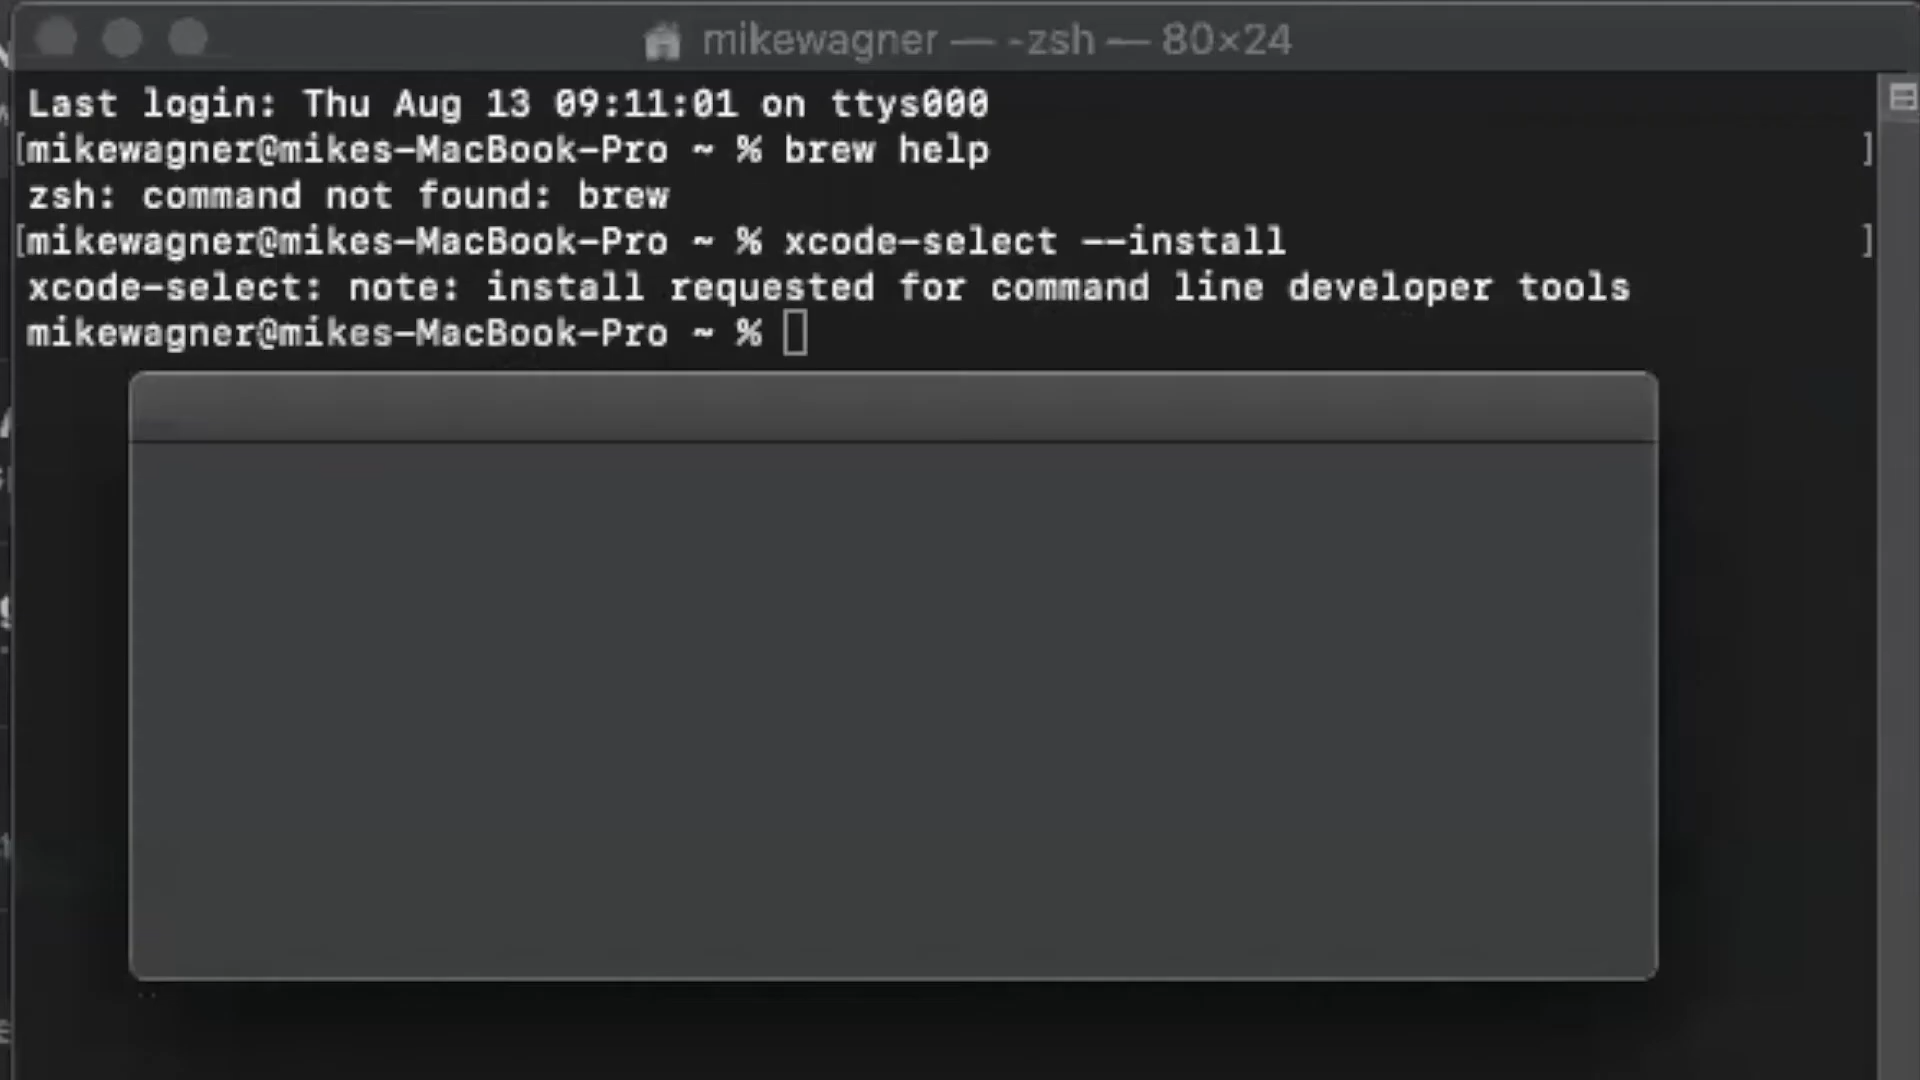 mikewagner — -zsh — 80×24
Last login: Thu Aug 13 09:11:01 on ttys000
[mikewagner@mikes-MacBook-Pro ~ % brew help ]
zsh: command not found: brew
[mikewagner@mikes-MacBook-Pro ~ % xcode-select --install ]
xcode-select: note: install requested for command line developer tools
mikewagner@mikes-MacBook-Pro ~ %